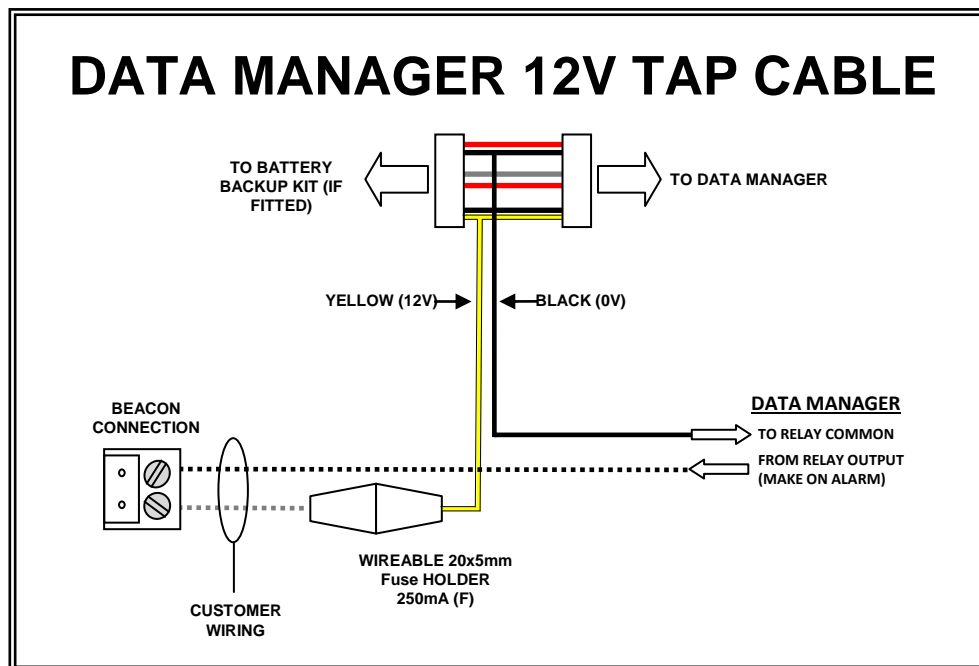 DATA MANAGER 12V TAP CABLE
TO BATTERY
BACKUP KIT (IF
FITTED)
TO DATA MANAGER
YELLOW (12V)
BLACK (0V)
BEACON
CONNECTION
DATA MANAGER
TO RELAY COMMON
FROM RELAY OUTPUT
(MAKE ON ALARM)
WIREABLE 20x5mm
Fuse HOLDER
250mA (F)
CUSTOMER
WIRING